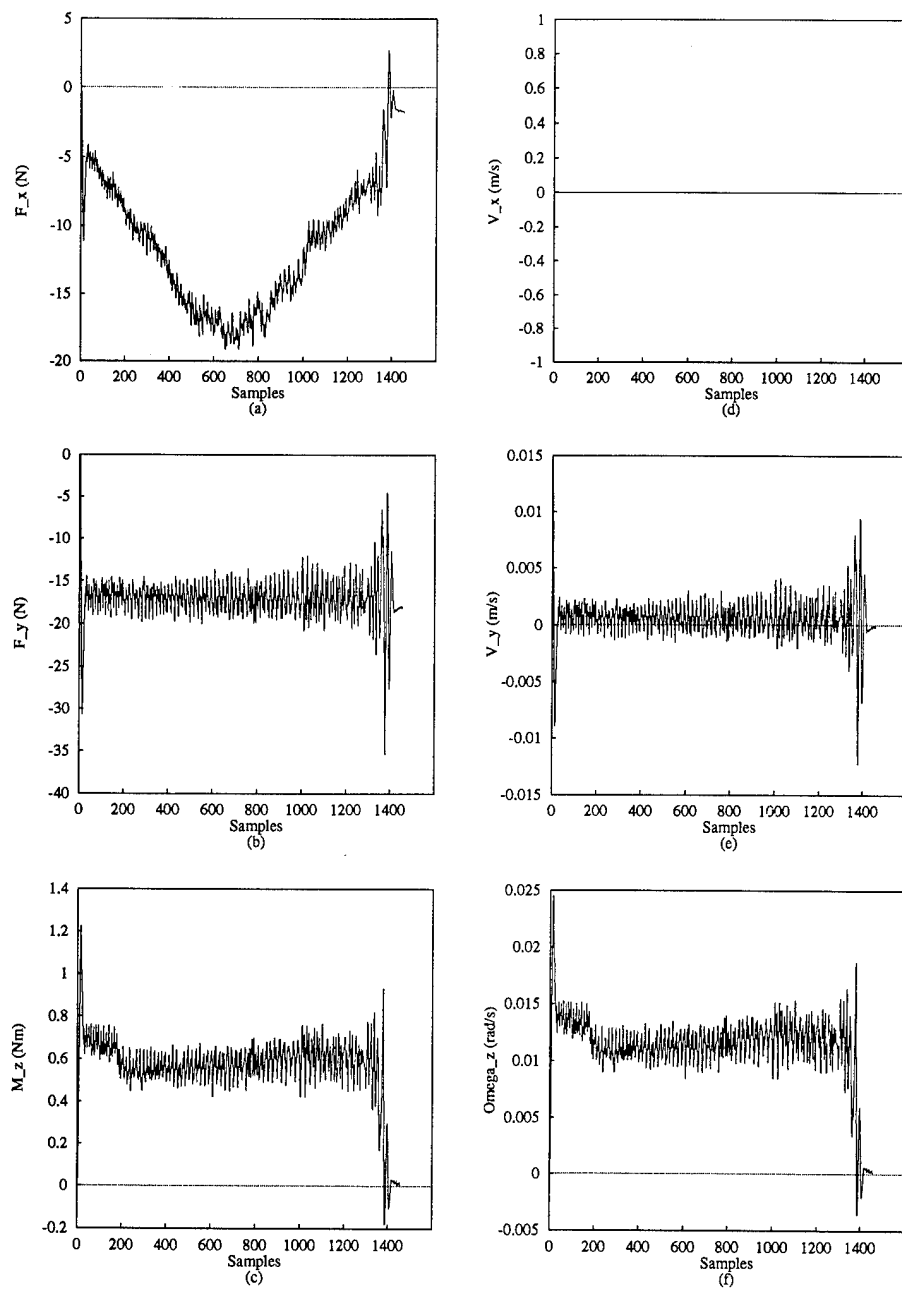 5
0
-5
-10
-15
-20
F_x (N)
0 200 400 600 800 1000 1200 1400
Samples
(a)
1
0.8
0.6
0.4
0.2
0
-0.2
-0.4
-0.6
-0.8
-1
V_x (m/s)
0 200 400 600 800 1000 1200 1400
Samples
(d)
0
-5
-10
-15
-20
-25
-30
-35
-40
F_y (N)
0 200 400 600 800 1000 1200 1400
Samples
(b)
0.015
0.01
0.005
0
-0.005
-0.01
-0.015
V_y (m/s)
0 200 400 600 800 1000 1200 1400
Samples
(e)
1.4
1.2
1
0.8
0.6
0.4
0.2
0
-0.2
M_z (Nm)
0 200 400 600 800 1000 1200 1400
Samples
(c)
0.025
0.02
0.015
0.01
0.005
0
-0.005
Omega_z (rad/s)
0 200 400 600 800 1000 1200 1400
Samples
(f)